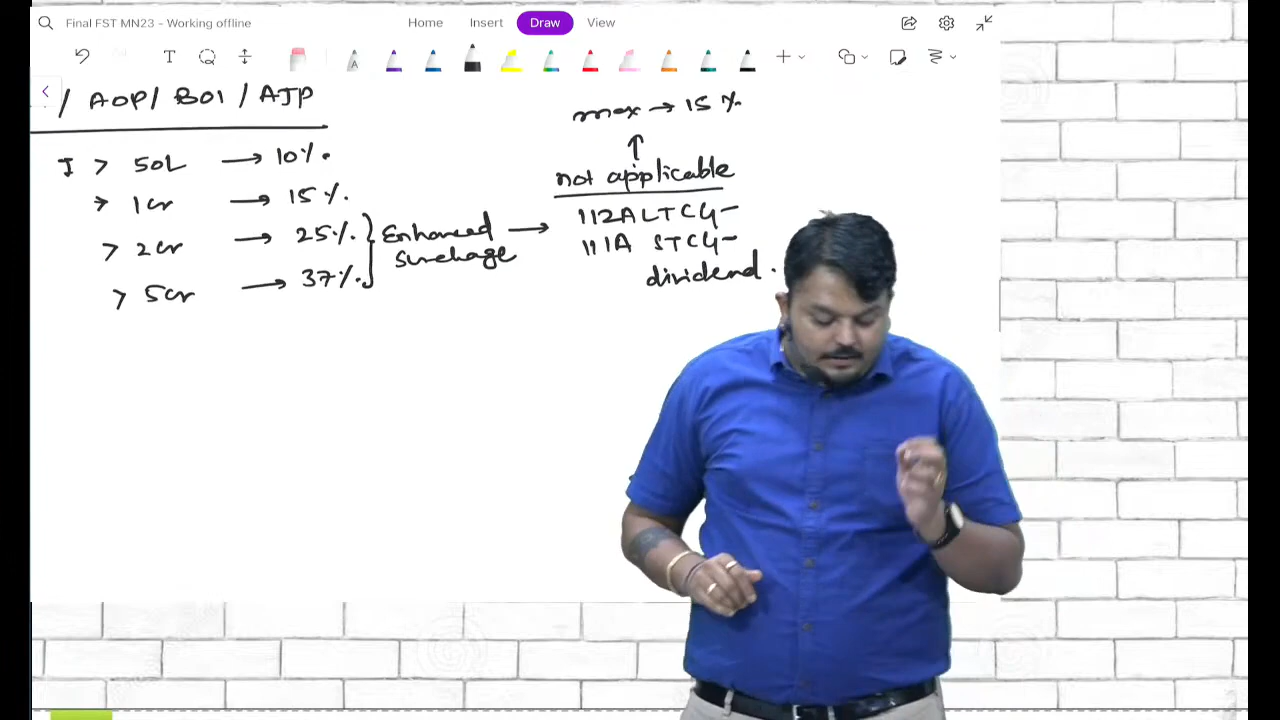 Final FST MN23 - Working offline
Home Insert Draw View
/ AOP / BOI / AJP
I > 50L → 10%.
> 1cr → 15%.
> 2cr → 25%.
> 5cr → 37%.
Enhanced
Surchage →
max → 15%
↑
not applicable
112A LTCG -
111A STCG -
dividend.